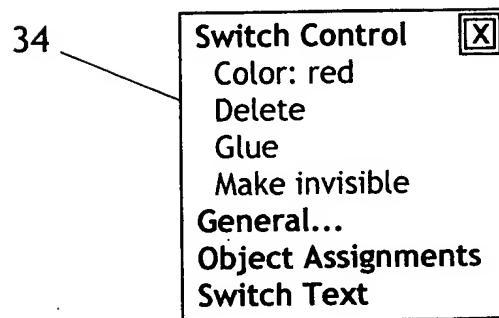 34
Switch Control X
Color: red
Delete
Glue
Make invisible
General...
Object Assignments
Switch Text